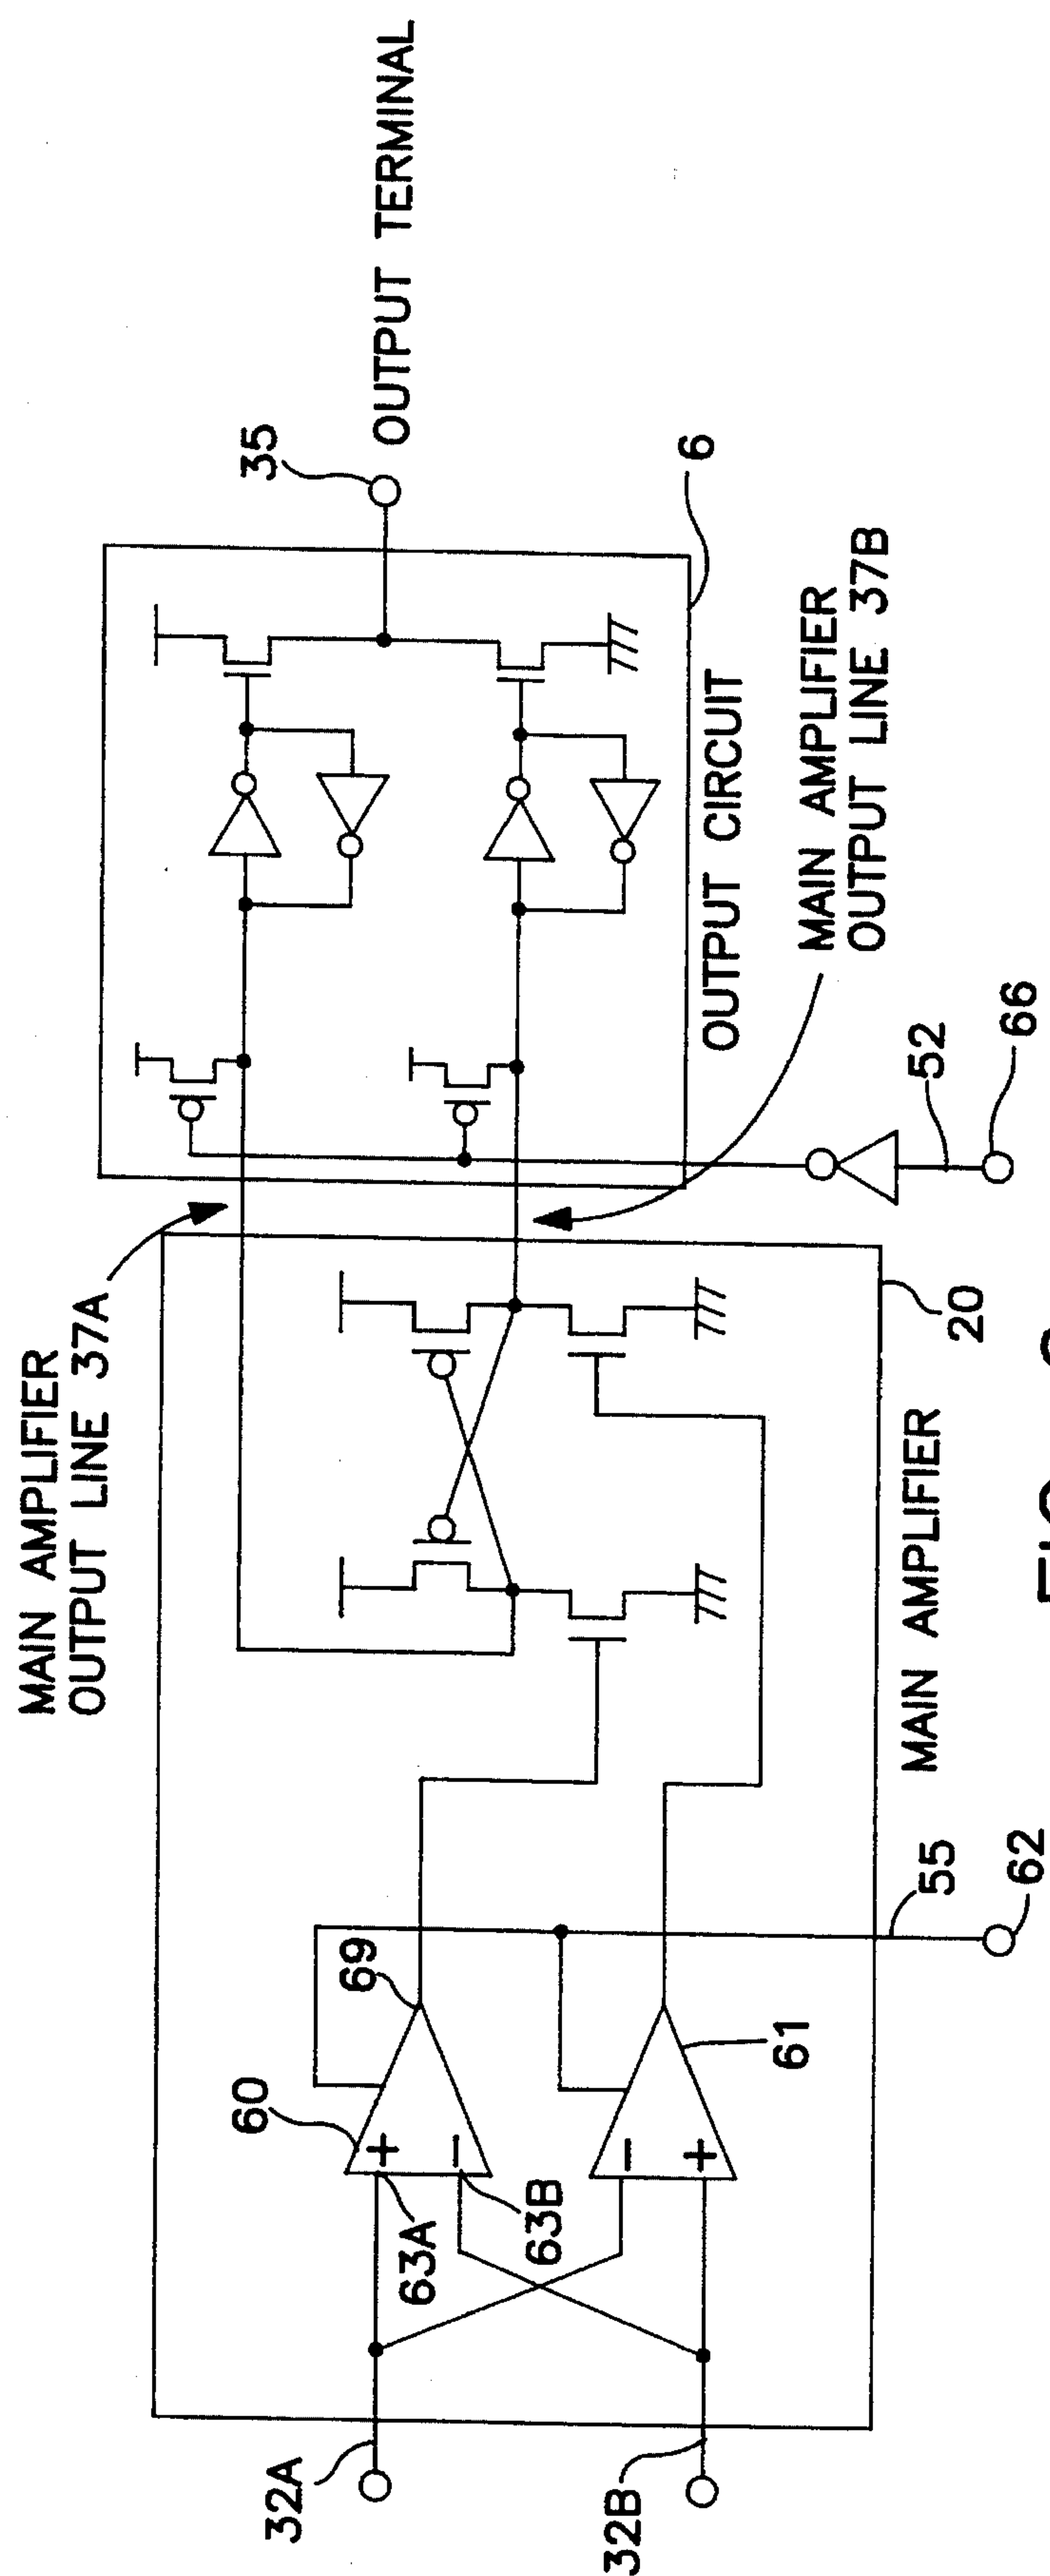 MAIN AMPLIFIER
OUTPUT LINE 37A
35
OUTPUT TERMINAL
60
69
63A
63B
+
−
−
+
61
32A
32B
55
62
MAIN AMPLIFIER
20
OUTPUT CIRCUIT
6
MAIN AMPLIFIER
OUTPUT LINE 37B
52
66